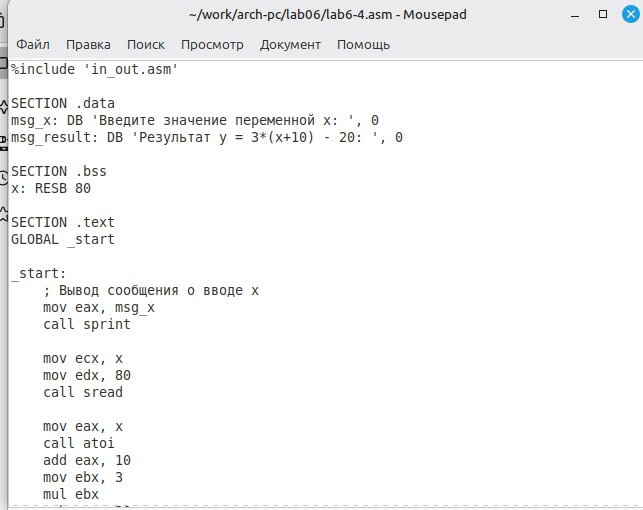 ~/work/arch-pc/lab06/lab6-4.asm - Mousepad
Файл Правка Поиск Просмотр Документ Помощь
%include 'in_out.asm'
SECTION .data
msg_x: DB 'Введите значение переменной x: ', 0
msg_result: DB 'Результат y = 3*(x+10) - 20: ', 0
SECTION .bss
x: RESB 80
SECTION .text
GLOBAL _start
_start:
; Вывод сообщения о вводе x
mov eax, msg_x
call sprint
mov ecx, x
mov edx, 80
call sread
mov eax, x
call atoi
add eax, 10
mov ebx, 3
mul ebx